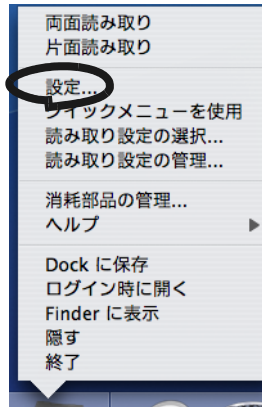 両面読み取り
片面読み取り
設定...
クイックメニューを使用
読み取り設定の選択...
読み取り設定の管理...
消耗部品の管理...
ヘルプ
Dock に保存
ログイン時に開く
Finder に表示
隠す
終了